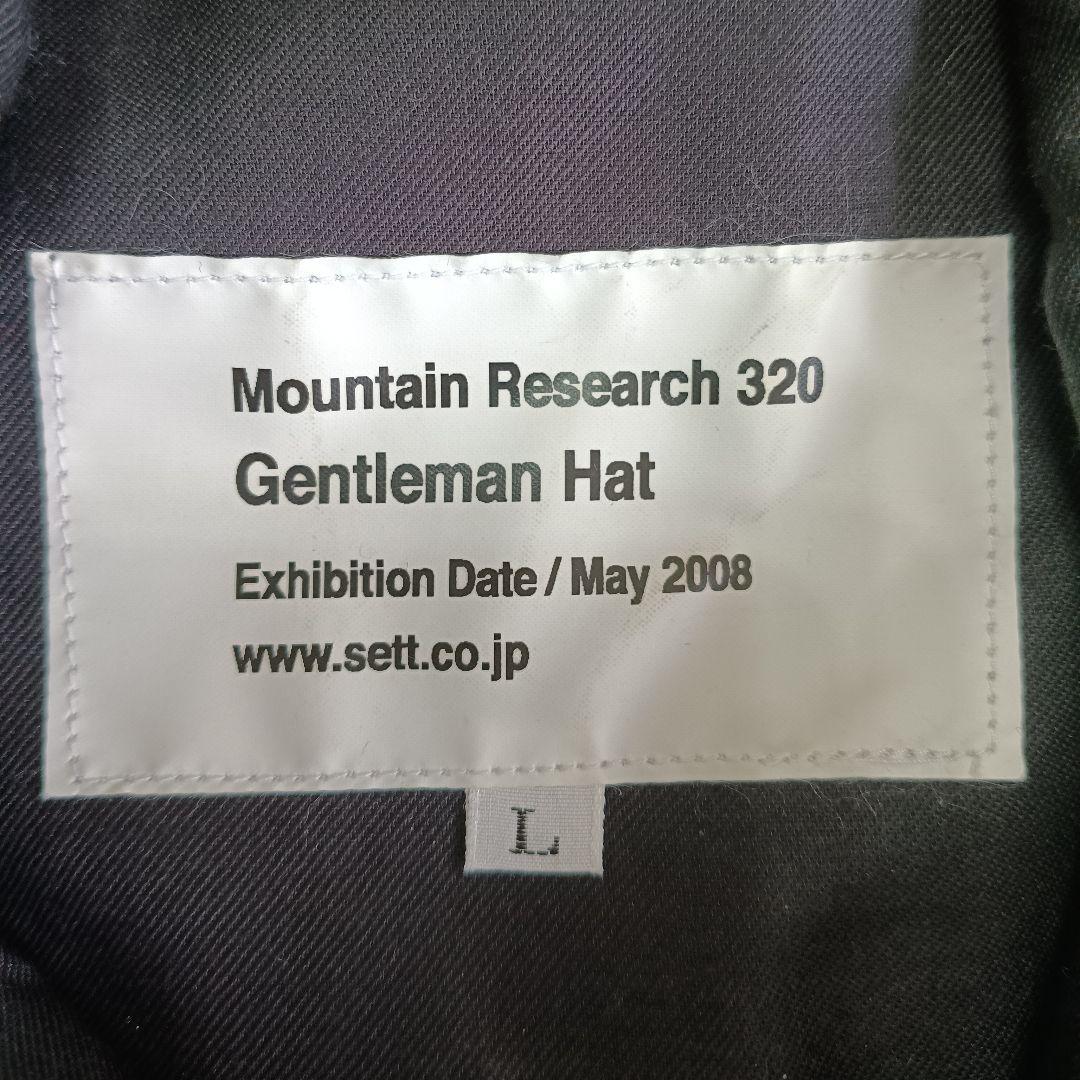 Mountain Research 320
Gentleman Hat
Exhibition Date / May 2008
www.sett.co.jp
L